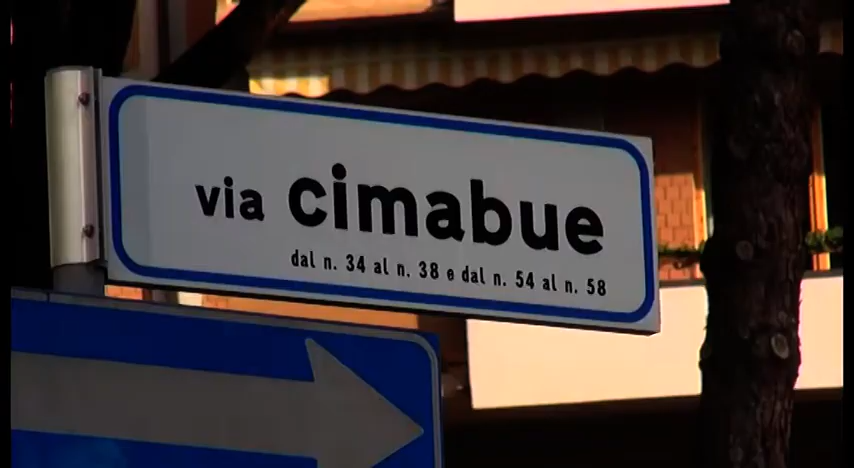 via cimabue
dal n. 34 al n. 38 e dal n. 54 al n. 58